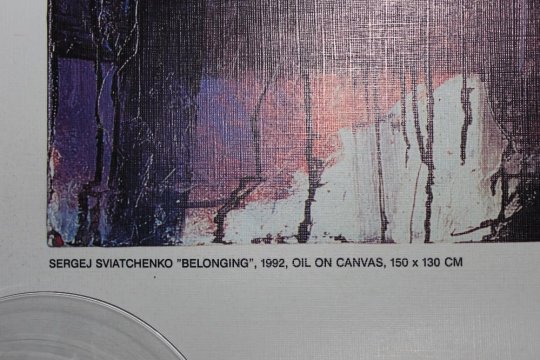 SERGEJ SVIATCHENKO "BELONGING", 1992, OIL ON CANVAS, 150 x 130 CM